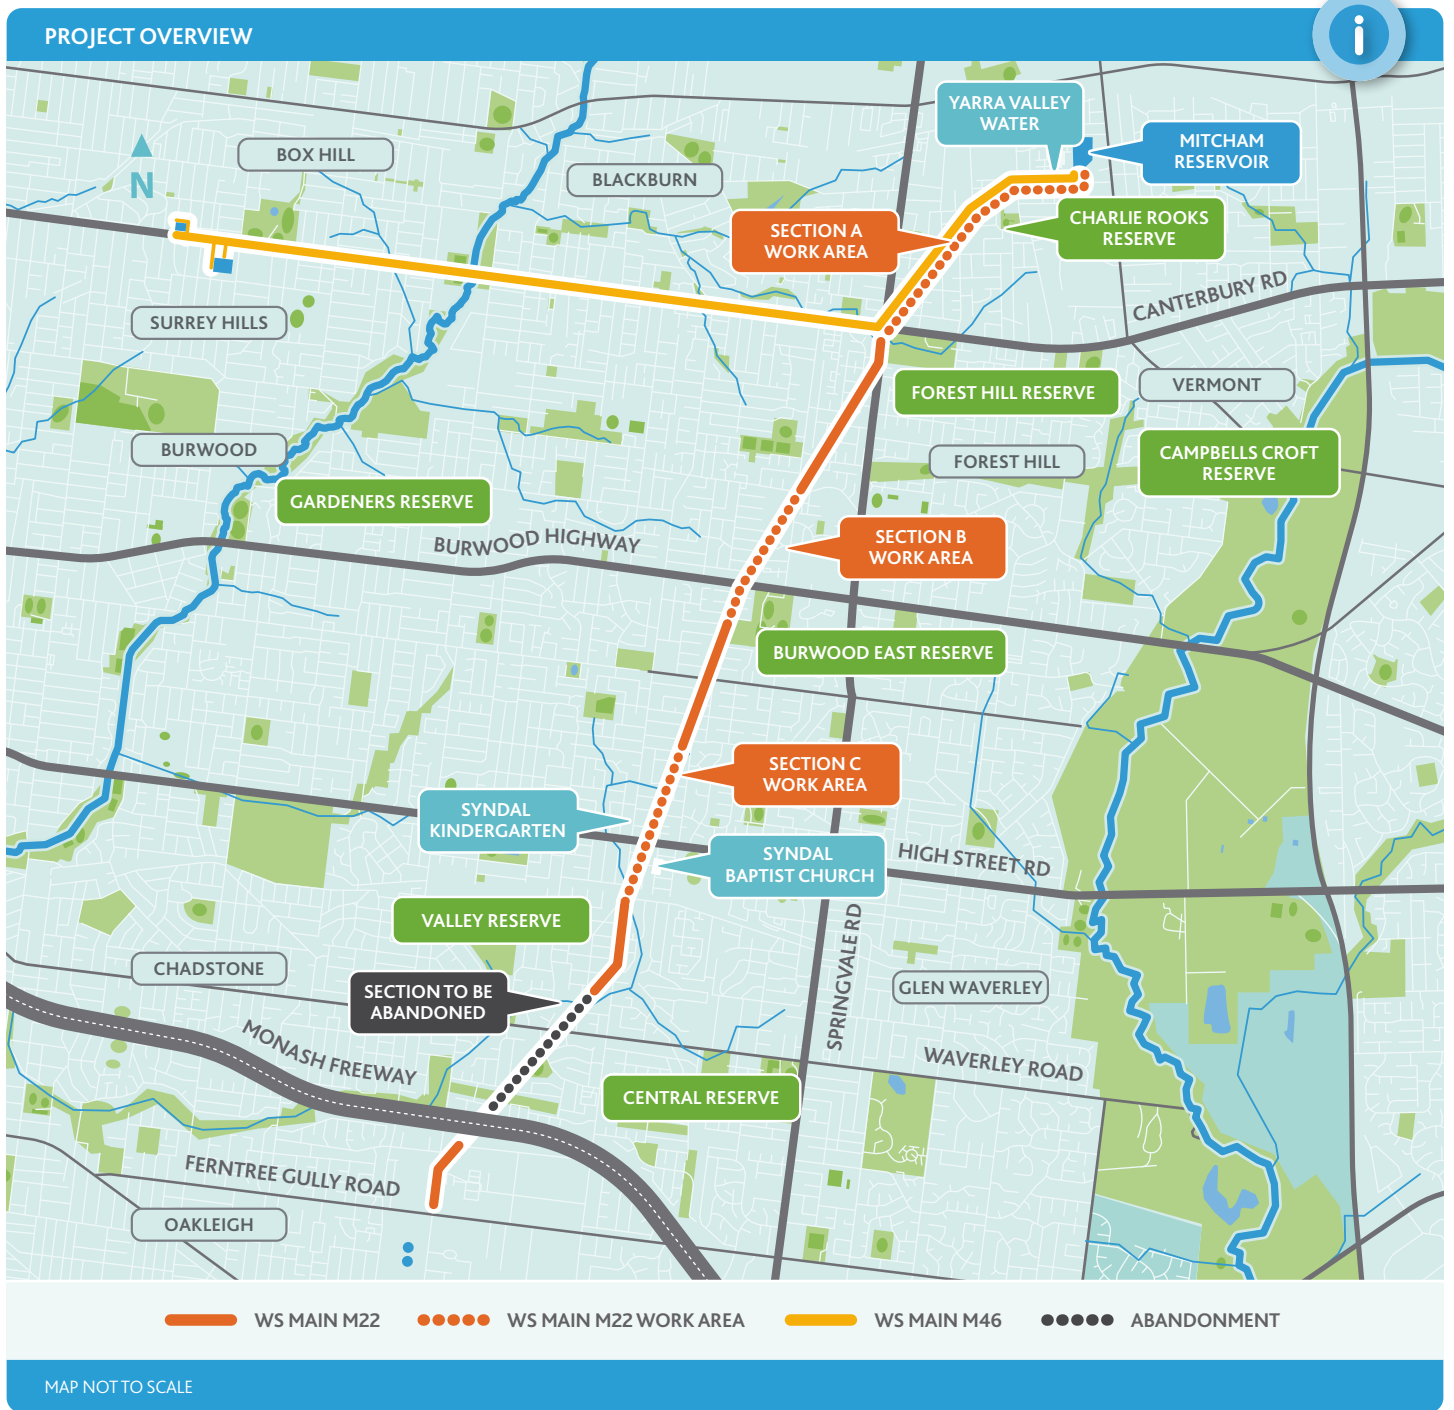 PROJECT OVERVIEW
i
YARRA VALLEY
WATER
MITCHAM
RESERVOIR
BOX HILL
BLACKBURN
N
CHARLIE ROOKS
RESERVE
SECTION A
WORK AREA
CANTERBURY RD
SURREY HILLS
FOREST HILL RESERVE
VERMONT
BURWOOD
FOREST HILL
CAMPBELLS CROFT
RESERVE
GARDENERS RESERVE
BURWOOD HIGHWAY
SECTION B
WORK AREA
BURWOOD EAST RESERVE
SECTION C
WORK AREA
SYNDAL
KINDERGARTEN
SYNDAL
BAPTIST CHURCH
HIGH STREET RD
VALLEY RESERVE
SPRINGVALE RD
CHADSTONE
GLEN WAVERLEY
SECTION TO BE
ABANDONED
MONASH FREEWAY
WAVERLEY ROAD
CENTRAL RESERVE
FERNTREE GULLY ROAD
OAKLEIGH
WS MAIN M22
WS MAIN M22 WORK AREA
WS MAIN M46
ABANDONMENT
MAP NOT TO SCALE